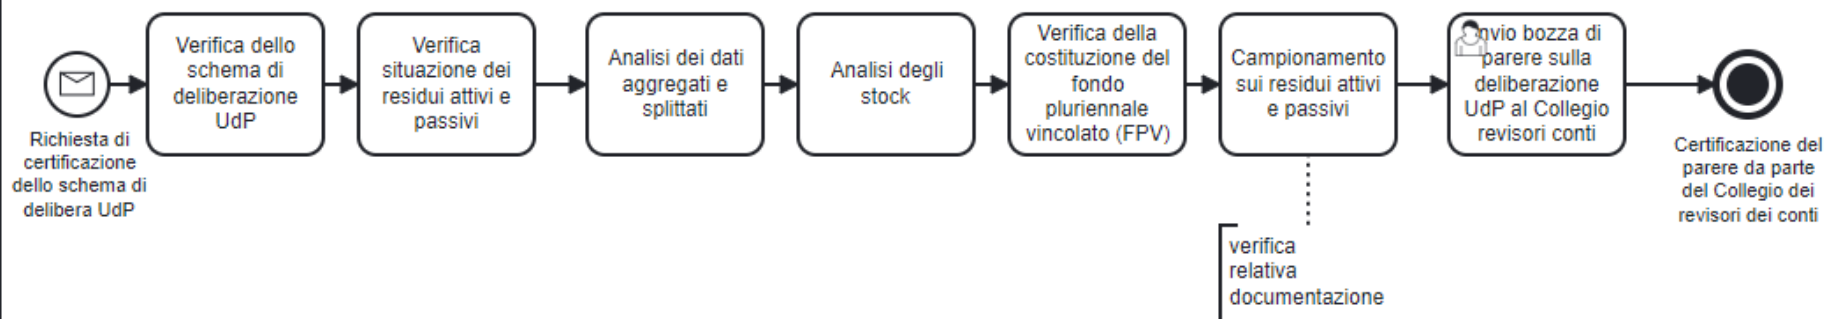 Richiesta di
certificazione
dello schema di
delibera UdP
Verifica dello
schema di
deliberazione
UdP
Verifica
situazione dei
residui attivi e
passivi
Analisi dei dati
aggregati e
splittati
Analisi degli
stock
Verifica della
costituzione del
fondo
pluriennale
vincolato (FPV)
Campionamento
sui residui attivi
e passivi
verifica
relativa
documentazione
nvio bozza di
parere sulla
deliberazione
UdP al Collegio
revisori conti
Certificazione del
parere da parte
del Collegio dei
revisori dei conti